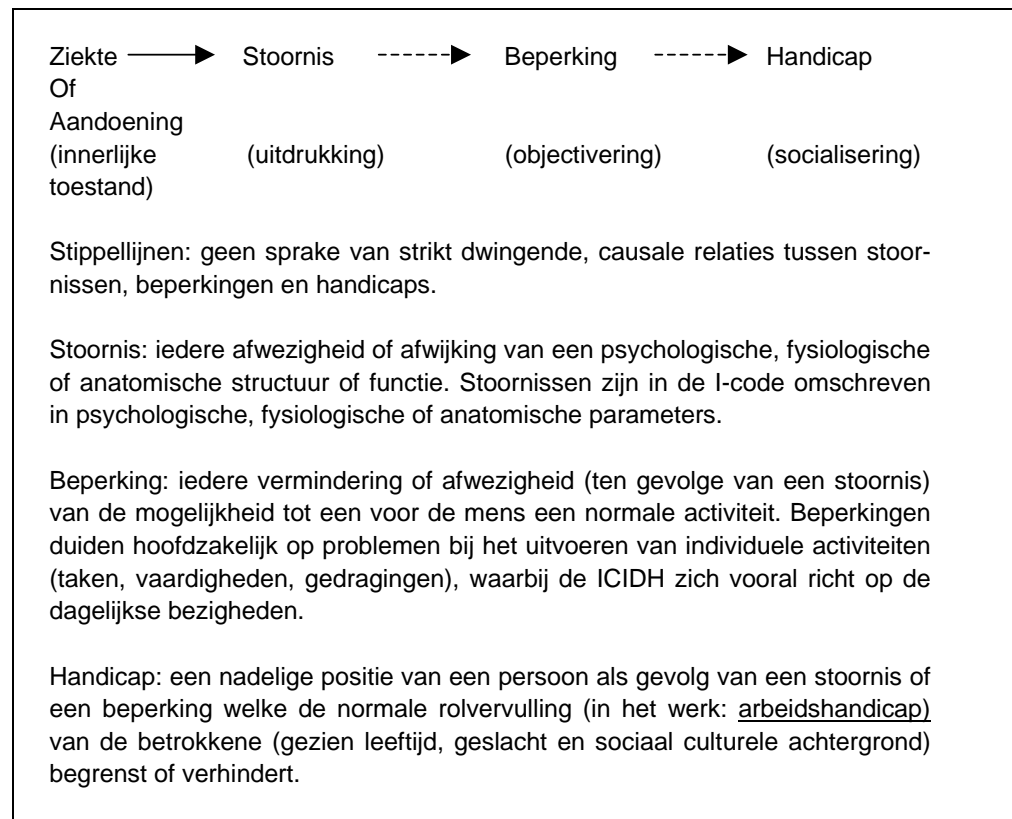 Ziekte Stoornis Beperking Handicap
Of
Aandoening
(innerlijke (uitdrukking) (objectivering) (socialisering)
toestand)
Stippellijnen: geen sprake van strikt dwingende, causale relaties tussen stoor-
nissen, beperkingen en handicaps.
Stoornis: iedere afwezigheid of afwijking van een psychologische, fysiologische
of anatomische structuur of functie. Stoornissen zijn in de I-code omschreven
in psychologische, fysiologische of anatomische parameters.
Beperking: iedere vermindering of afwezigheid (ten gevolge van een stoornis)
van de mogelijkheid tot een voor de mens een normale activiteit. Beperkingen
duiden hoofdzakelijk op problemen bij het uitvoeren van individuele activiteiten
(taken, vaardigheden, gedragingen), waarbij de ICIDH zich vooral richt op de
dagelijkse bezigheden.
Handicap: een nadelige positie van een persoon als gevolg van een stoornis of
een beperking welke de normale rolvervulling (in het werk: arbeidshandicap)
van de betrokkene (gezien leeftijd, geslacht en sociaal culturele achtergrond)
begrenst of verhindert.